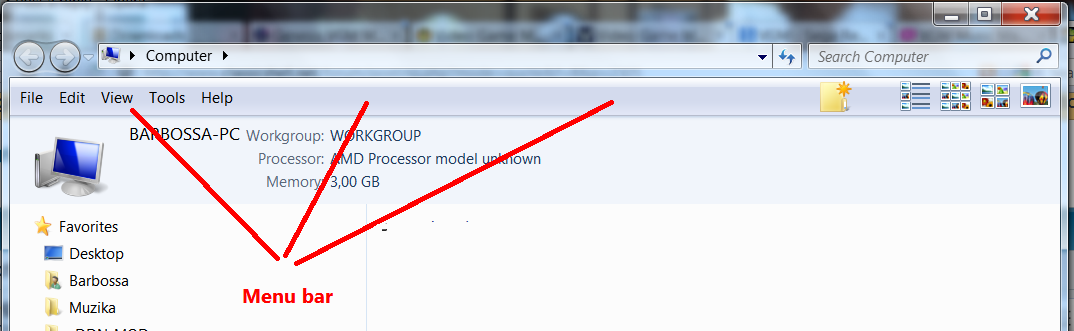 Computer
Search Computer
File Edit View Tools Help
BARBOSSA-PC Workgroup: WORKGROUP
Processor: AMD Processor model unknown
Memory: 3,00 GB
Favorites
Desktop
Barbossa
Menu bar
Muzika